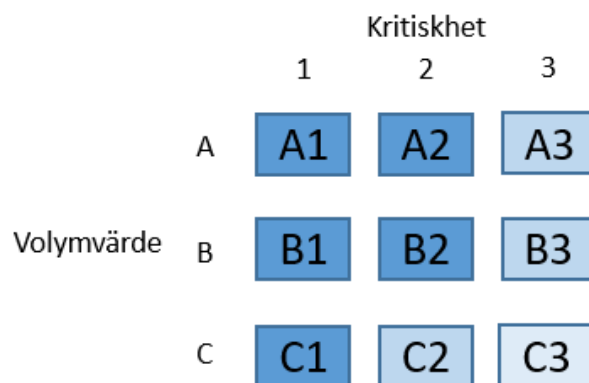 Kritiskhet
1 2 3
A A1 A2 A3
Volymvärde B B1 B2 B3
C C1 C2 C3